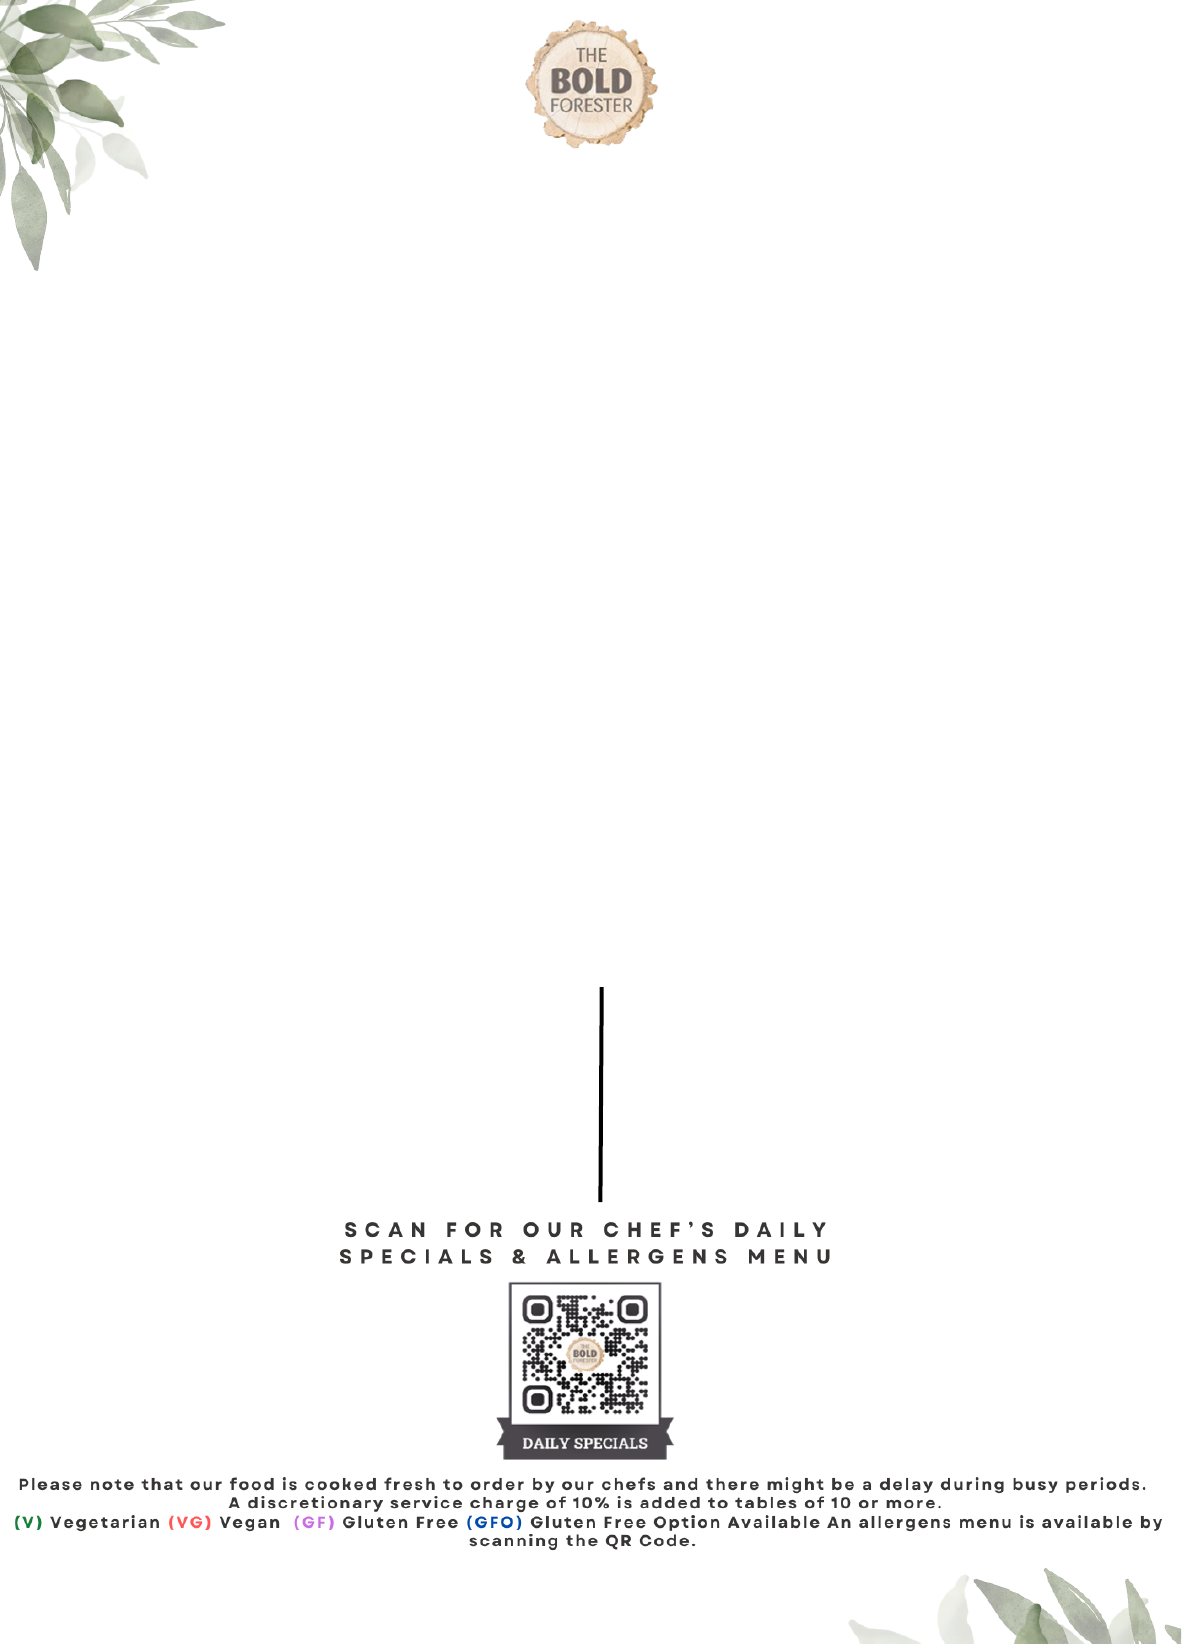 THE
BOLD
FORESTER
SCAN FOR OUR CHEF'S DAILY
SPECIALS & ALLERGENS MENU
THE
BOLD
FORESTER
DAILY SPECIALS
Please note that our food is cooked fresh to order by our chefs and there might be a delay during busy periods.
A discretionary service charge of 10% is added to tables of 10 or more.
(V) Vegetarian (VG) Vegan (GF) Gluten Free (GFO) Gluten Free Option Available An allergens menu is available by
scanning the QR Code.